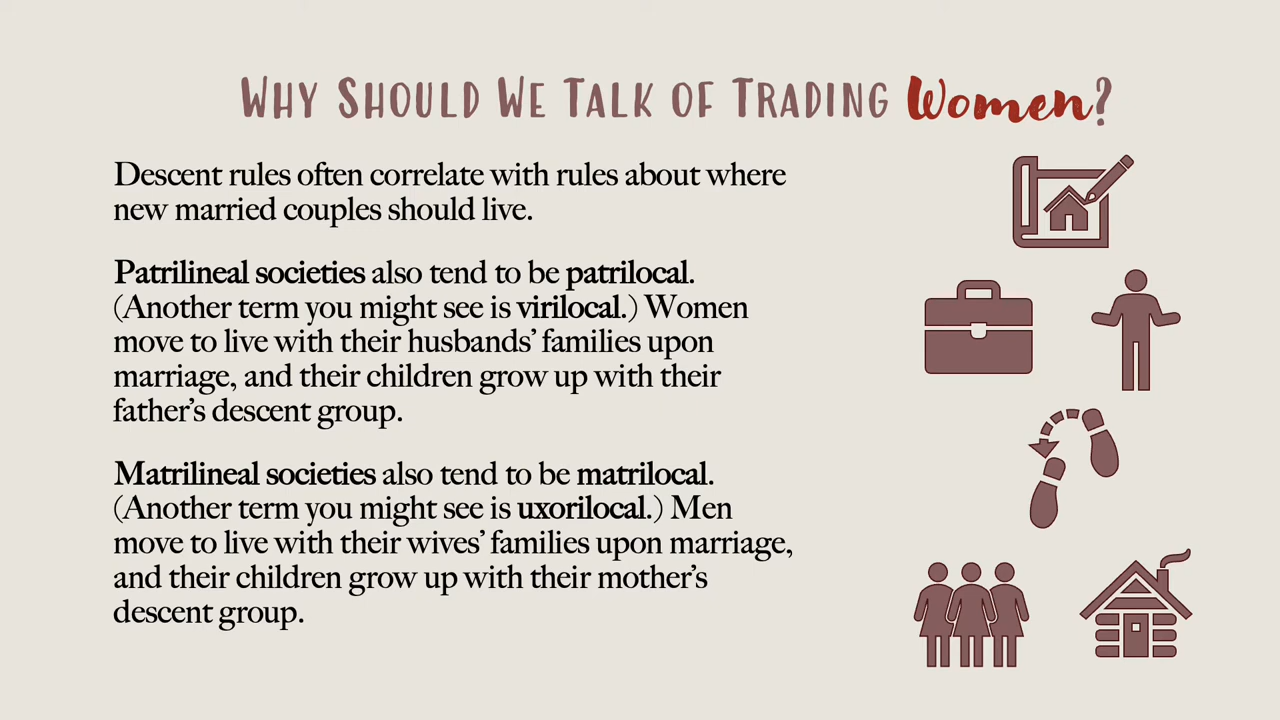 Why Should We Talk of Trading Women?
Descent rules often correlate with rules about where
new married couples should live.
Patrilineal societies also tend to be patrilocal.
(Another term you might see is virilocal.) Women
move to live with their husbands’ families upon
marriage, and their children grow up with their
father’s descent group.
Matrilineal societies also tend to be matrilocal.
(Another term you might see is uxorilocal.) Men
move to live with their wives’ families upon marriage,
and their children grow up with their mother’s
descent group.